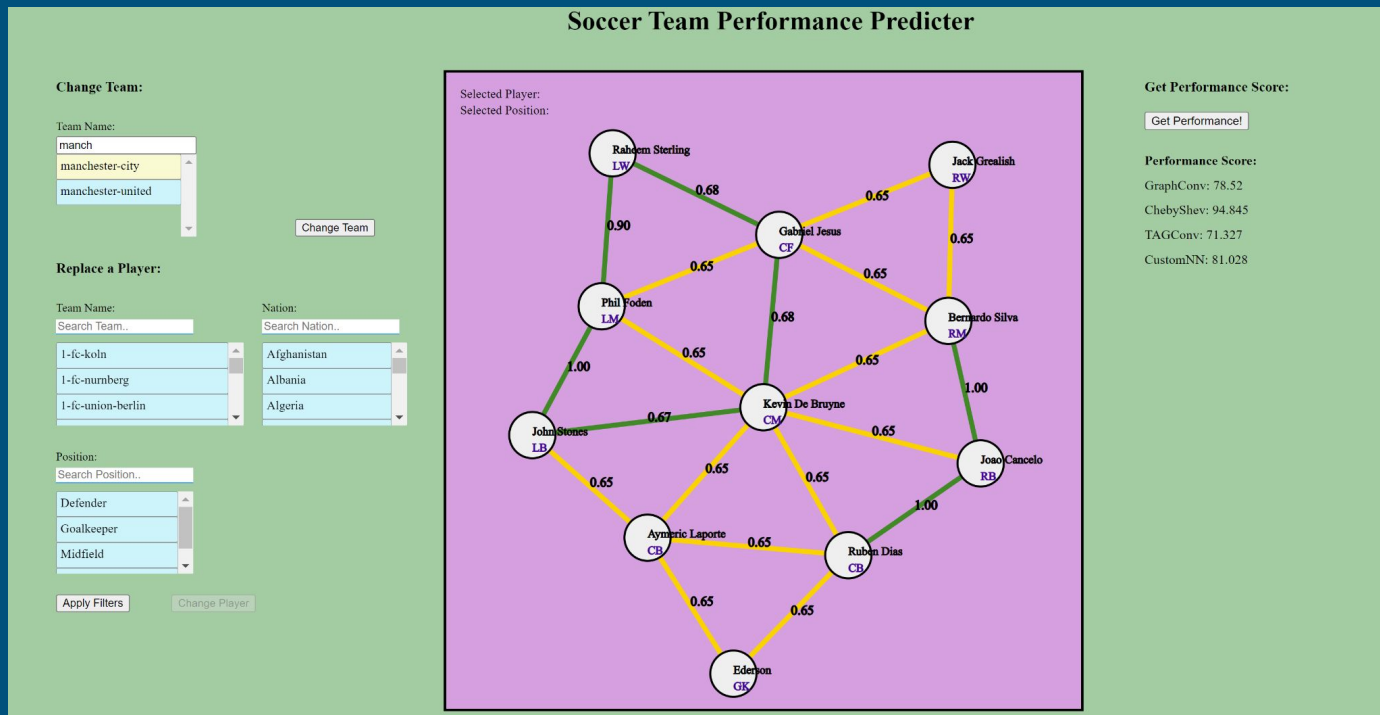 Soccer Team Performance Predicter
Change Team:
Team Name:
manch
manchester-city
manchester-united
Change Team
Replace a Player:
Team Name:
Search Team..
1-fc-koln
1-fc-nurnberg
1-fc-union-berlin
Nation:
Search Nation..
Afghanistan
Albania
Algeria
Position:
Search Position..
Defender
Goalkeeper
Midfield
Apply Filters
Change Player
Selected Player:
Selected Position:
Raheem Sterling
LW
Jack Grealish
RW
0.68
0.65
0.90
Gabriel Jesus
CF
0.65
0.65
0.65
Phil Foden
LM
0.68
Bernardo Silva
RM
0.65
0.65
1.00
1.00
Kevin De Bruyne
CM
0.67
0.65
John Stones
LB
Joao Cancelo
RB
0.65
0.65
0.65
1.00
Aymeric Laporte
CB
0.65
Ruben Dias
CB
0.65
0.65
Ederson
GK
Get Performance Score:
Get Performance!
Performance Score:
GraphConv: 78.52
ChebyShev: 94.845
TAGConv: 71.327
CustomNN: 81.028